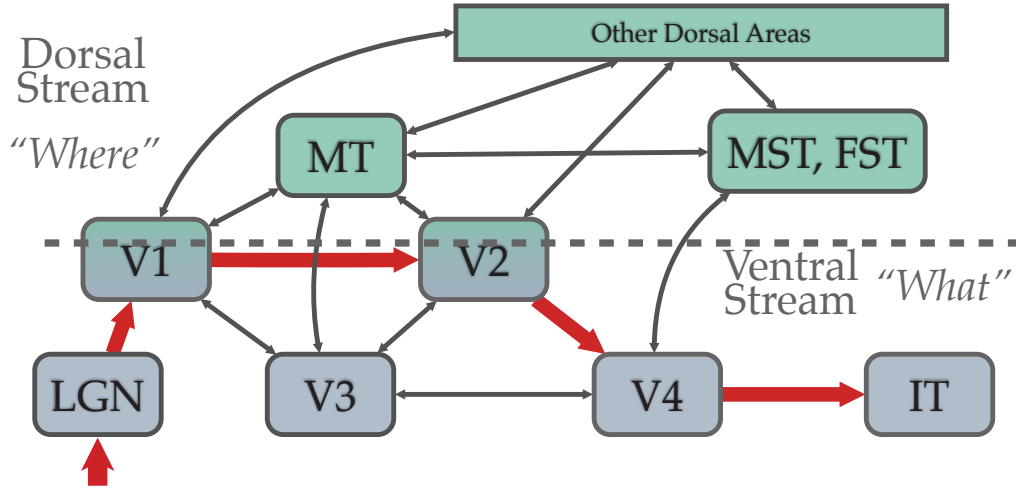 Other Dorsal Areas
Dorsal
Stream
"Where"
MT
MST, FST
V1
V2
Ventral
Stream
"What"
LGN
V3
V4
IT